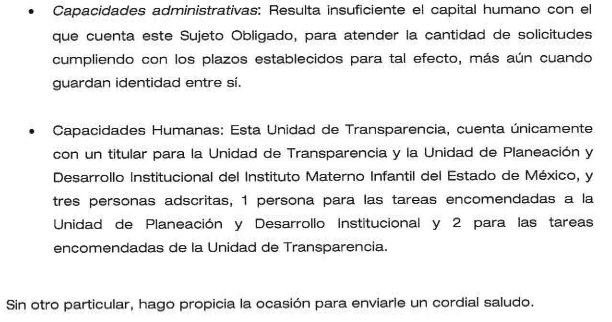 • Capacidades administrativas: Resulta insuficiente el capital humano con el
que cuenta este Sujeto Obligado, para atender la cantidad de solicitudes
cumpliendo con los plazos establecidos para tal efecto, más aún cuando
guardan identidad entre sí.
• Capacidades Humanas: Esta Unidad de Transparencia, cuenta únicamente
con un titular para la Unidad de Transparencia y la Unidad de Planeación y
Desarrollo Institucional del Instituto Materno Infantil del Estado de México, y
tres personas adscritas, 1 persona para las tareas encomendadas a la
Unidad de Planeación y Desarrollo Institucional y 2 para las tareas
encomendadas de la Unidad de Transparencia.
Sin otro particular, hago propicia la ocasión para enviarle un cordial saludo.